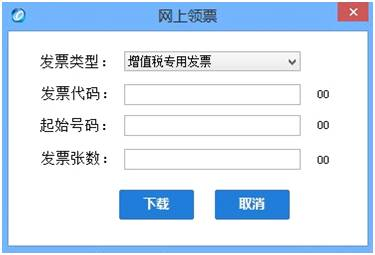 网上领票
发票类型： 增值税专用发票
发票代码： 00
起始号码： 00
发票张数： 00
下载 取消